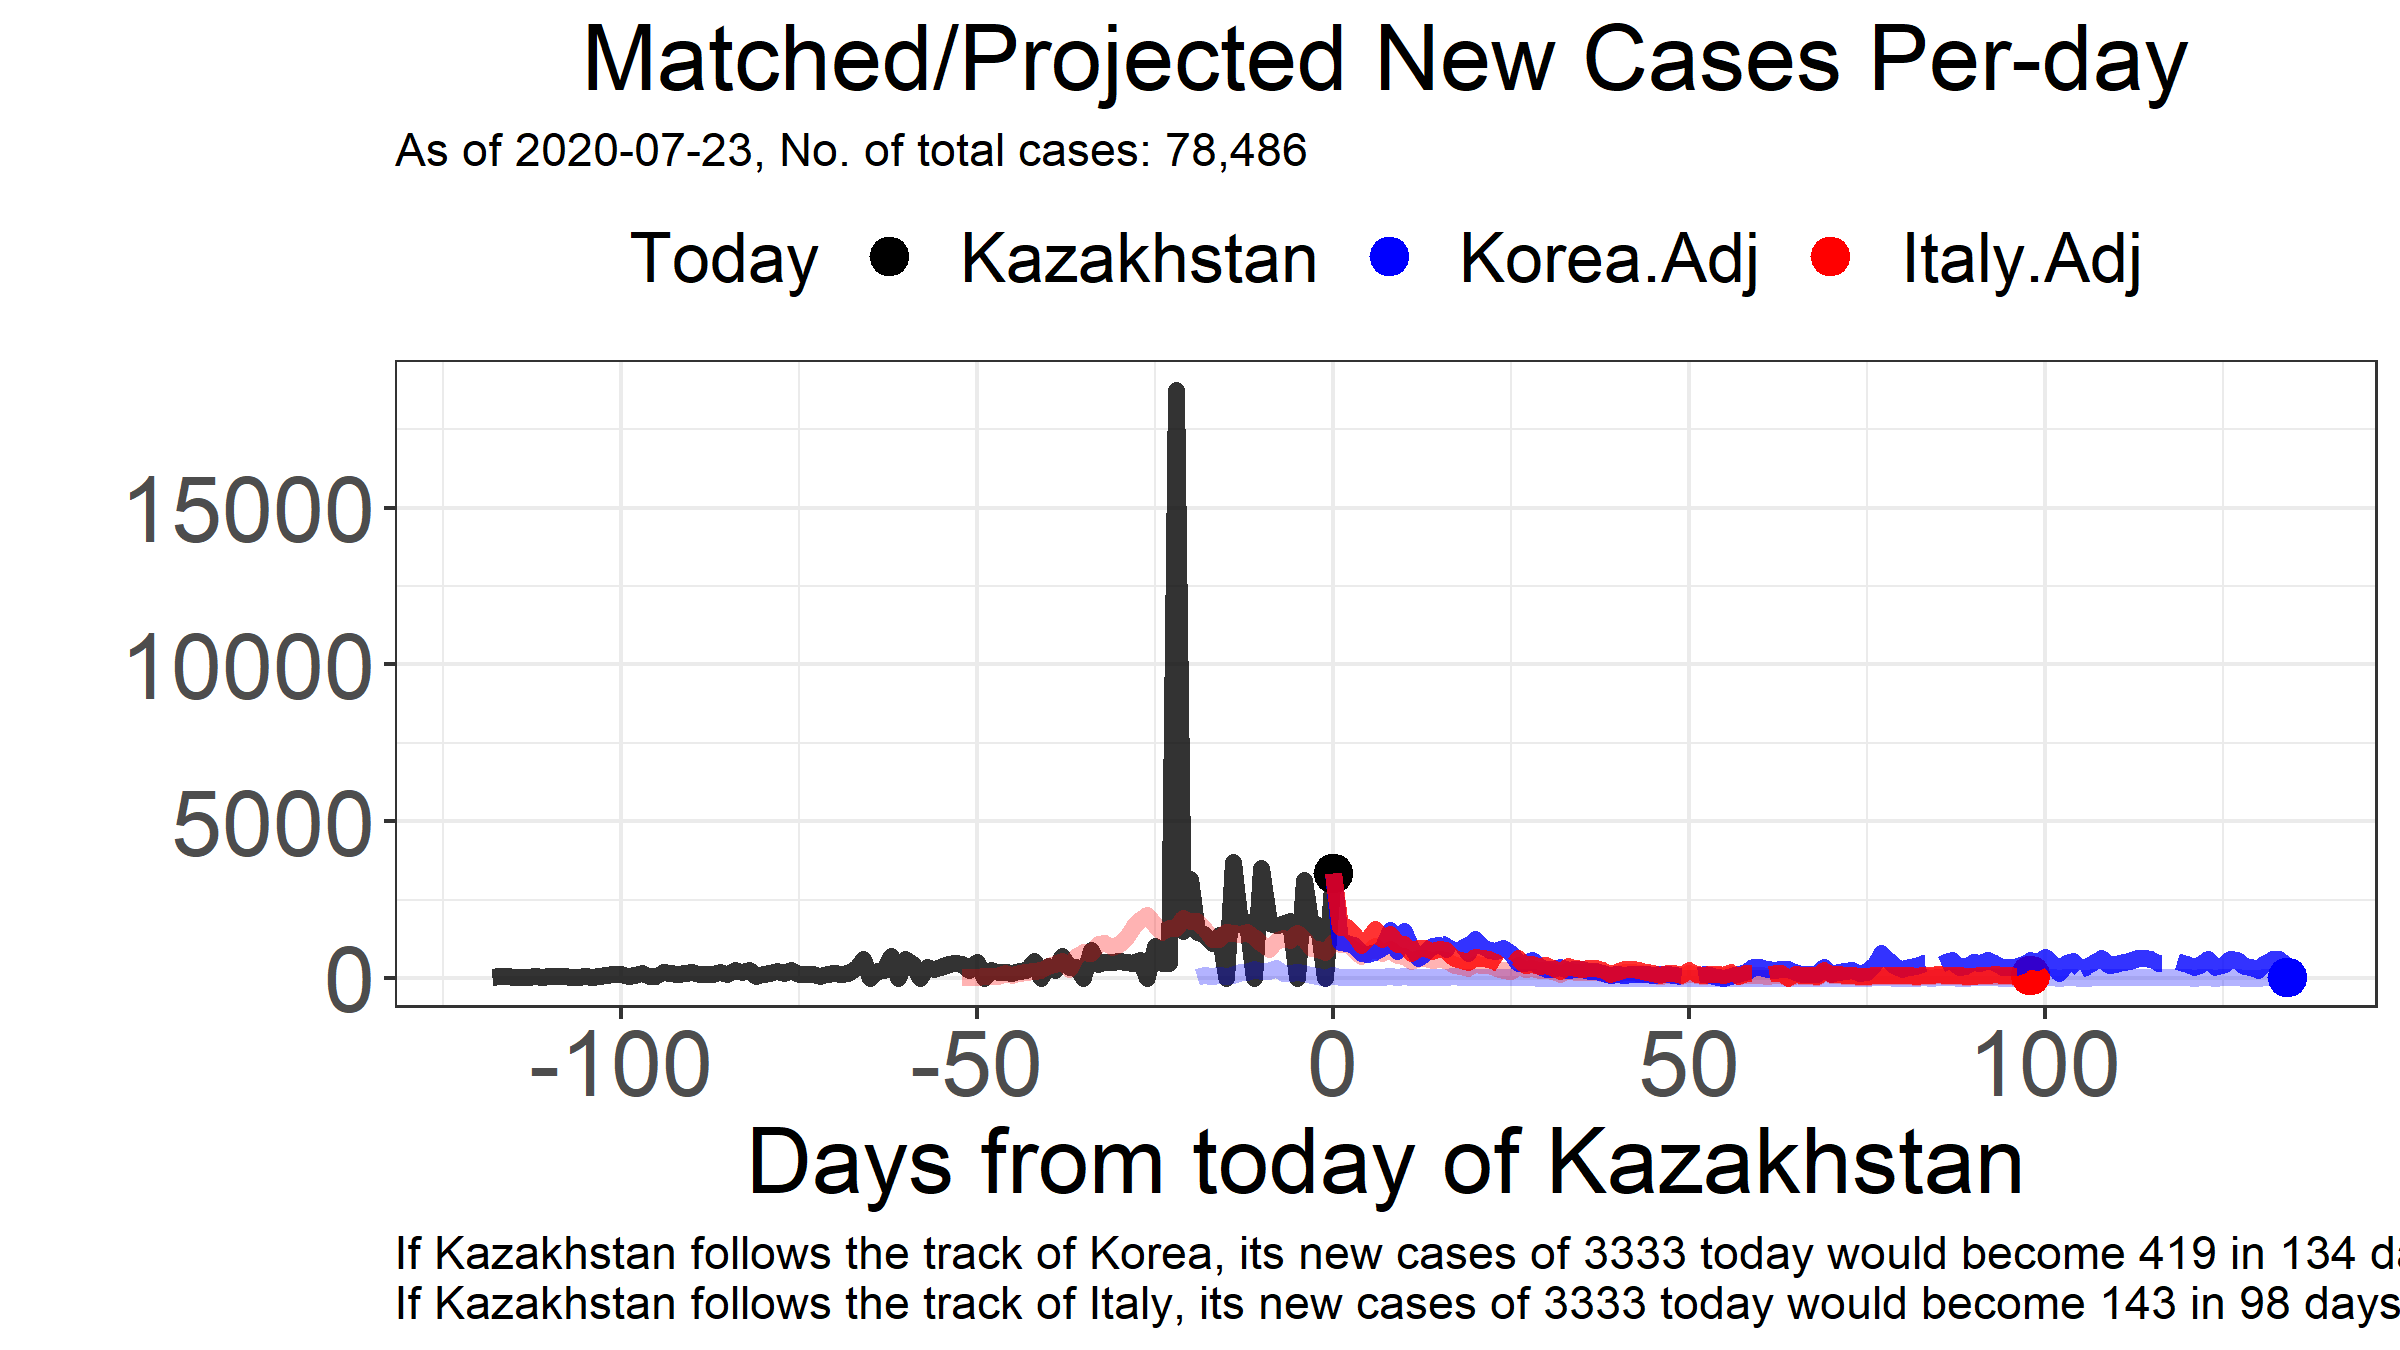 Matched/Projected New Cases Per-day
As of 2020-07-23, No. of total cases: 78,486
Today Kazakhstan Korea.Adj Italy.Adj
15000
10000
5000
0
-100 -50 0 50 100
Days from today of Kazakhstan
If Kazakhstan follows the track of Korea, its new cases of 3333 today would become 419 in 134
If Kazakhstan follows the track of Italy, its new cases of 3333 today would become 143 in 98 days